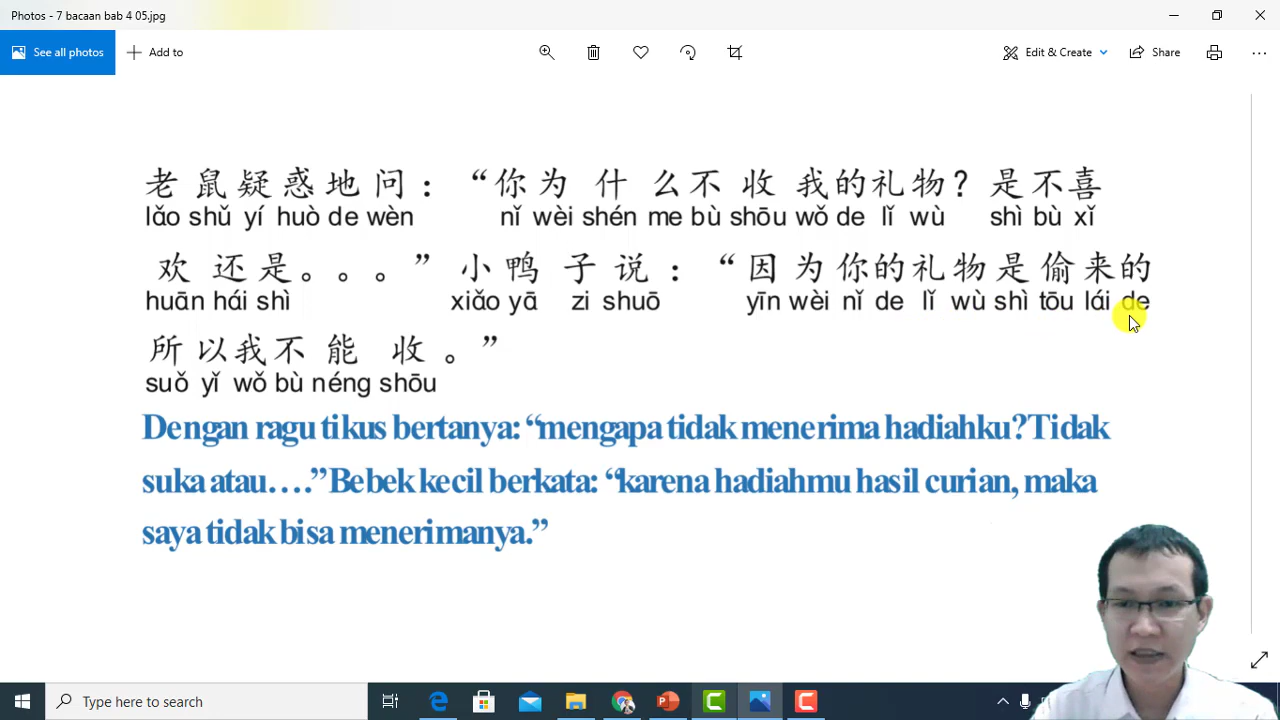 Photos - 7 bacaan bab 4 05.jpg
See all photos
Add to
Edit & Create
Share
老鼠疑惑地问：“你为什么不收我的礼物？是不喜
lǎo shǔ yí huò de wèn nǐ wèi shén me bù shōu wǒ de lǐ wù shì bù xǐ
欢还是。。。”小鸭子说：“因为你的礼物是偷来的
huān hái shì xiǎo yā zi shuō yīn wèi nǐ de lǐ wù shì tōu lái de
所以我不能收。”
suǒ yǐ wǒ bù néng shōu
Dengan ragu tikus bertanya: “mengapa tidak menerima hadiahku? Tidak
suka atau….” Bebek kecil berkata: “karena hadiahmu hasil curian, maka
saya tidak bisa menerimanya.”
Type here to search